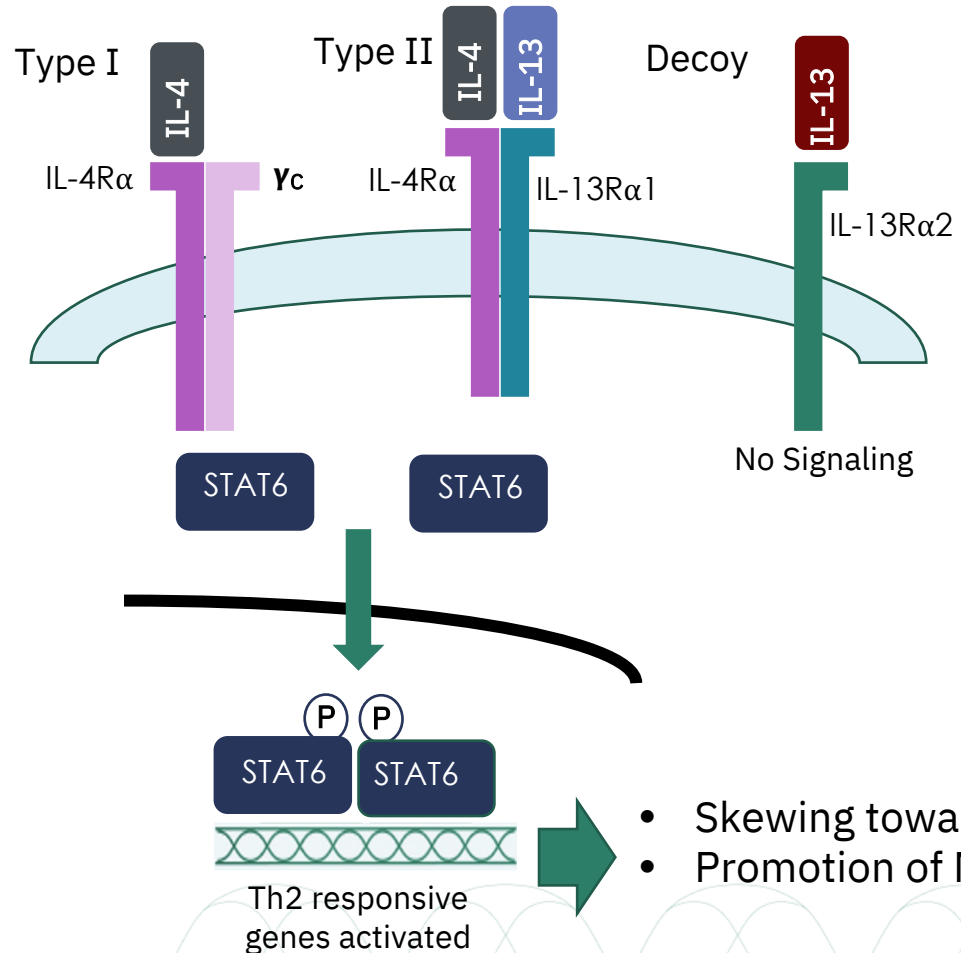 Type I
IL-4
IL-4Rα
γc
Type II
IL-4
IL-13
IL-4Rα
IL-13Rα1
Decoy
IL-13
IL-13Rα2
No Signaling
STAT6
STAT6
P
P
STAT6
STAT6
Th2 responsive
genes activated
• Skewing
• Promotion of